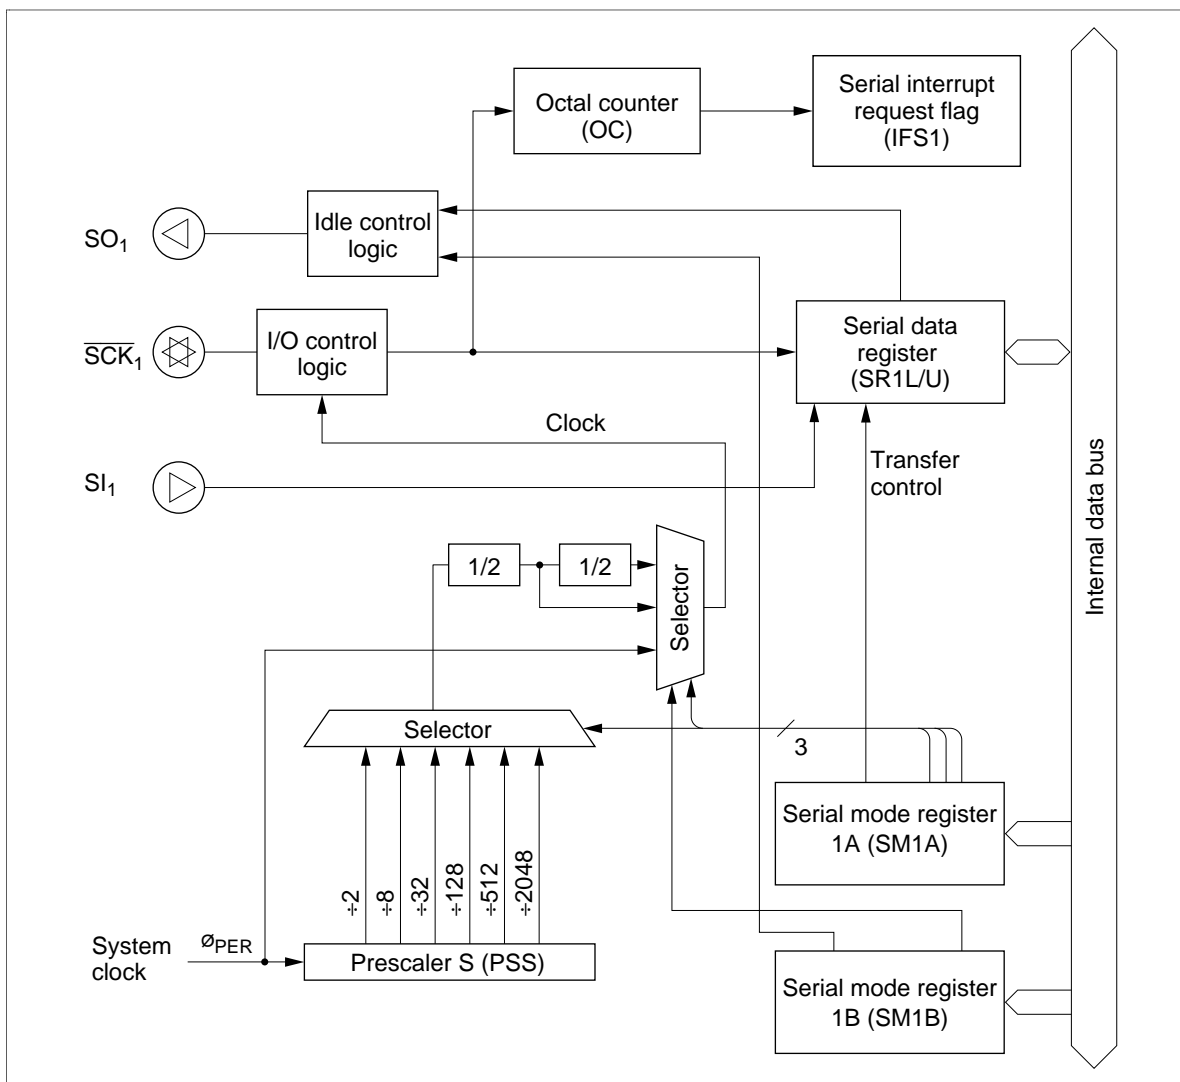 Octal counter
(OC)
Serial interrupt
request flag
(IFS1)
SO1
Idle control
logic
SCK1
I/O control
logic
Serial data
register
(SR1L/U)
Clock
SI1
Transfer
control
Internal data bus
1/2
1/2
Selector
Selector
3
Serial mode register
1A (SM1A)
÷2
÷8
÷32
÷128
÷512
÷2048
System
clock
øPER
Prescaler S (PSS)
Serial mode register
1B (SM1B)